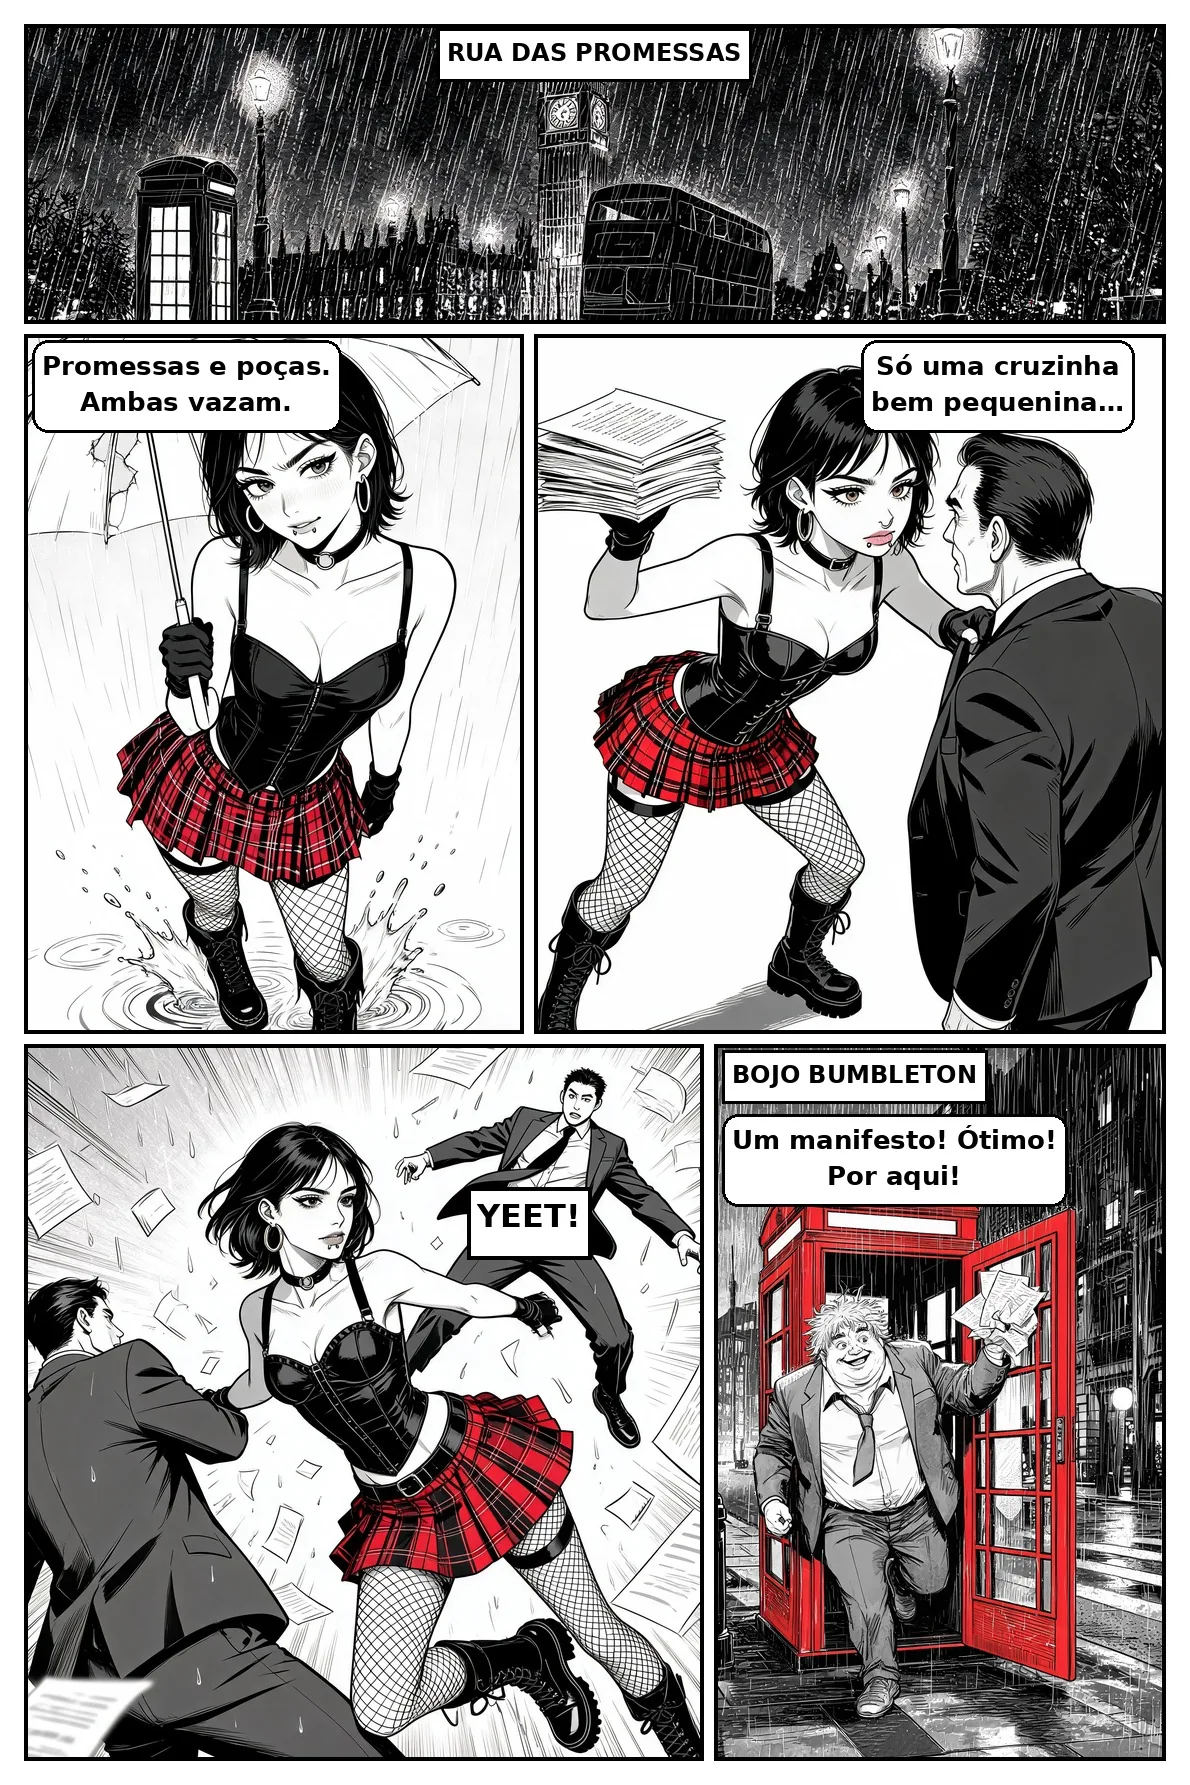 RUA DAS PROMESSAS
Promessas e poças.
Ambas vazam.
Só uma cruzinha
bem pequenina...
YEET!
BOJO BUMBLETON
Um manifesto! Ótimo!
Por aqui!